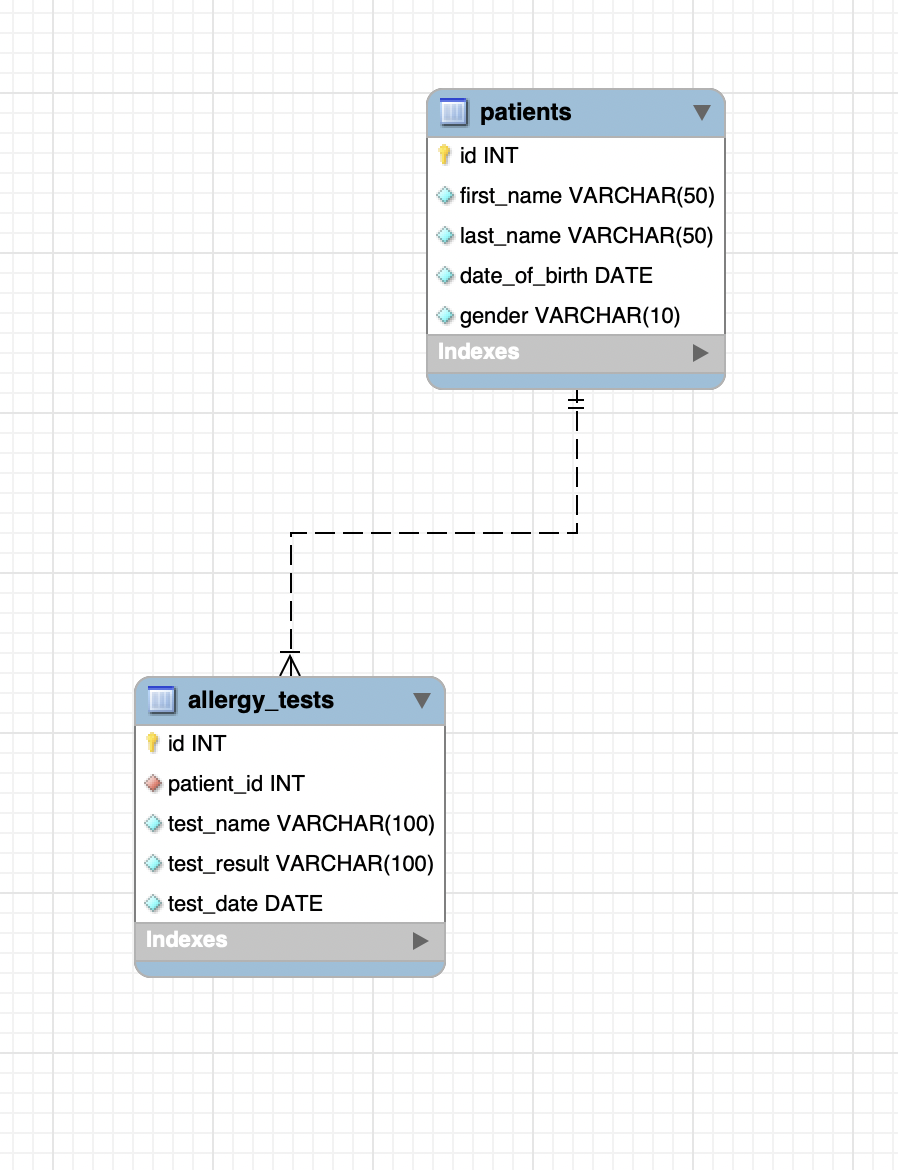 patients
id INT
first_name VARCHAR(50)
last_name VARCHAR(50)
date_of_birth DATE
gender VARCHAR(10)
Indexes
allergy_tests
id INT
patient_id INT
test_name VARCHAR(100)
test_result VARCHAR(100)
test_date DATE
Indexes